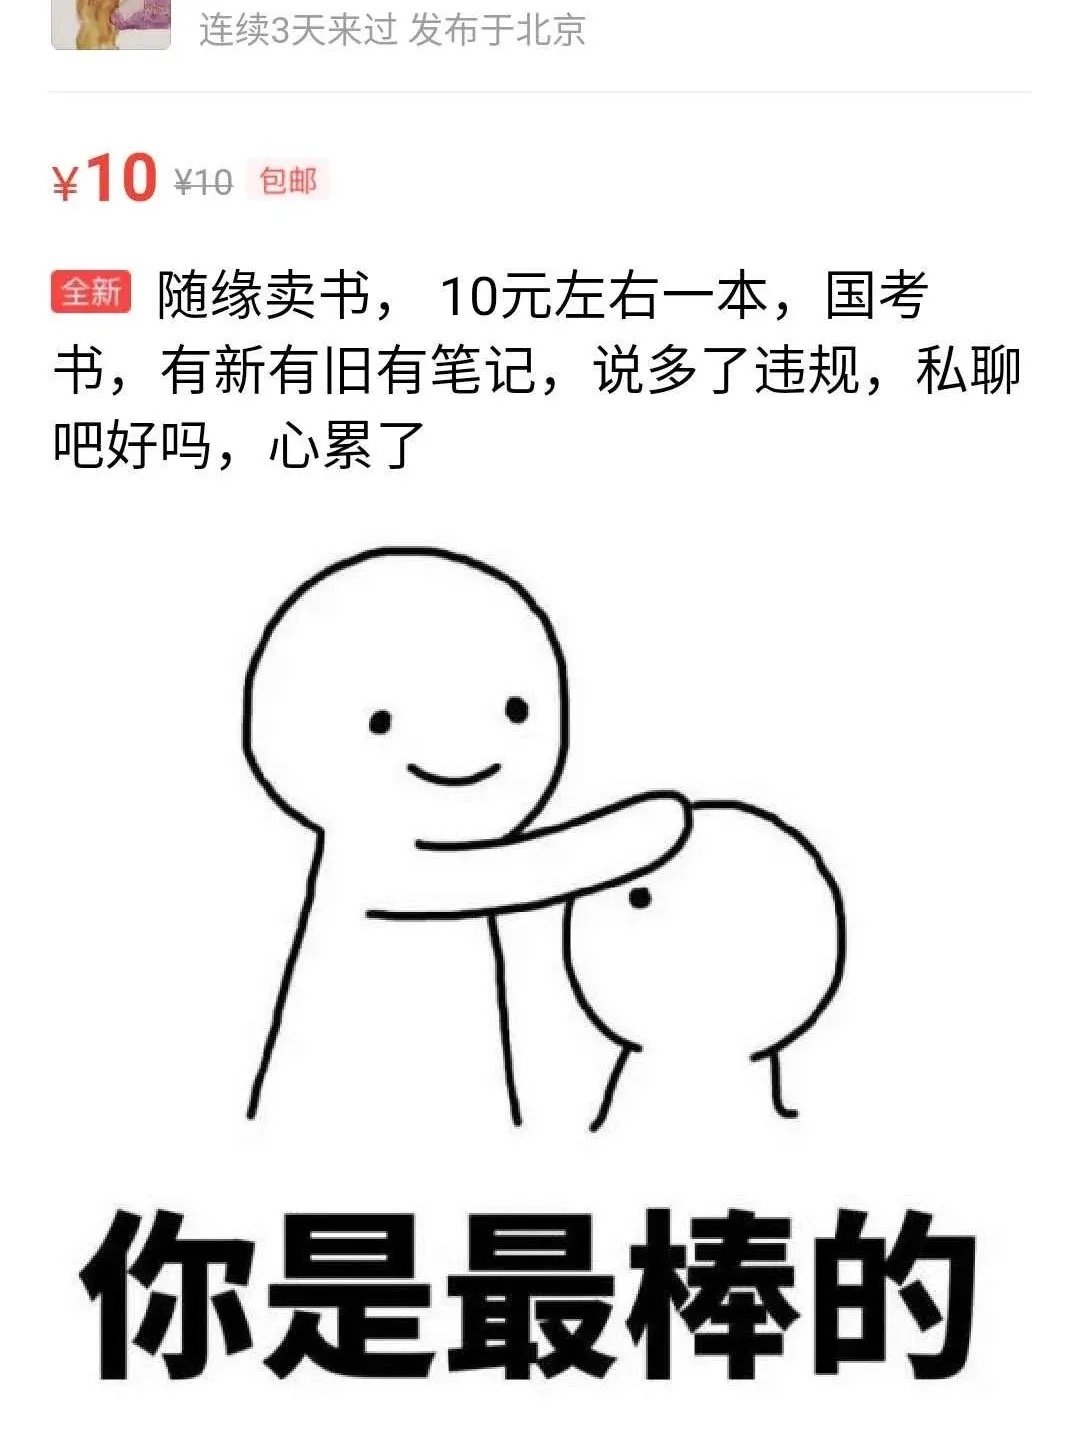 连续3天来过 发布于北京
¥10 ¥10 包邮
全新 随缘卖书， 10元左右一本，国考
书，有新有旧有笔记，说多了违规，私聊
吧好吗，心累了
你是最棒的